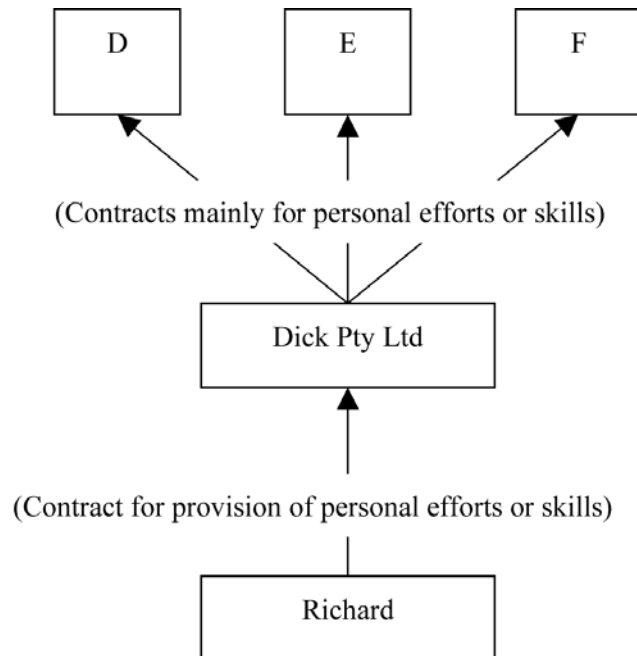 D E F
(Contracts mainly for personal efforts or skills)
Dick Pty Ltd
(Contract for provision of personal efforts or skills)
Richard